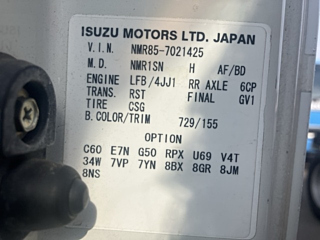 ISUZU MOTORS LTD. JAPAN
V.I.N. NMR85-7021425
M.D. NMR1SN H AF/BD
ENGINE LFB/4JJ1 RR AXLE 6CP
TRANS. RST FINAL GV1
TIRE CSG
B.COLOR/TRIM 729/155
OPTION
C60 E7N G50 RPX U69 V4T
34W 7VP 7YN 8BX 8GR 8JM
8NS